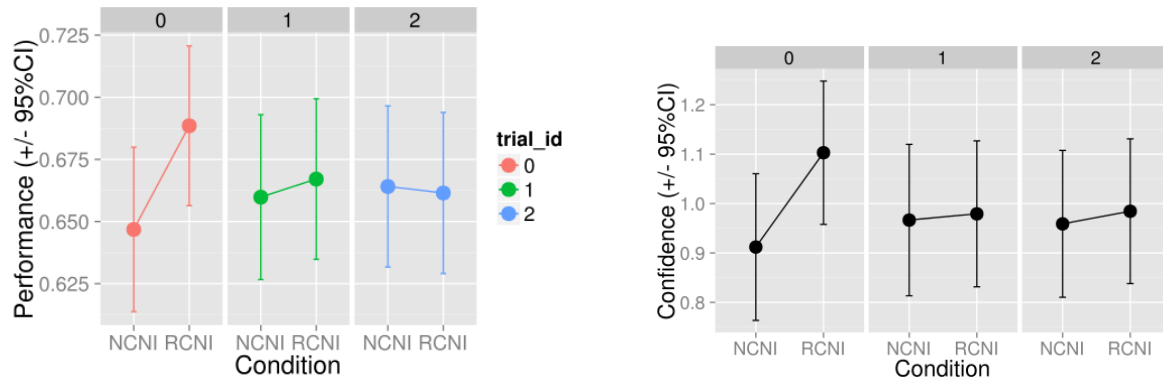 0 1 2
0.725
0.700
0.675
0.650
0.625
Performance (+/- 95%CI)
NCNI RCNI NCNI RCNI NCNI RCNI
Condition
trial_id
0
1
2
0 1 2
1.2
1.1
1.0
0.9
0.8
Confidence (+/- 95%CI)
NCNI RCNI NCNI RCNI NCNI RCNI
Condition